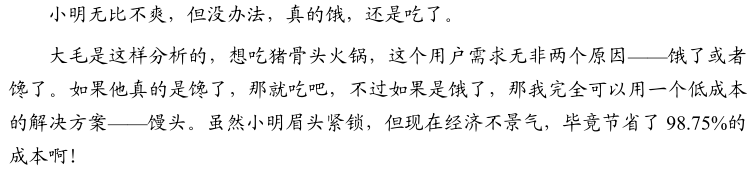 小明无比不爽，但没办法，真的饿，还是吃了。
大毛是这样分析的，想吃猪骨头火锅，这个用户需求无非两个原因——饿了或者
馋了。如果他真的是馋了，那就吃吧，不过如果是饿了，那我完全可以用一个低成本
的解决方案——馒头。虽然小明眉头紧锁，但现在经济不景气，毕竟节省了 98.75%的
成本啊！